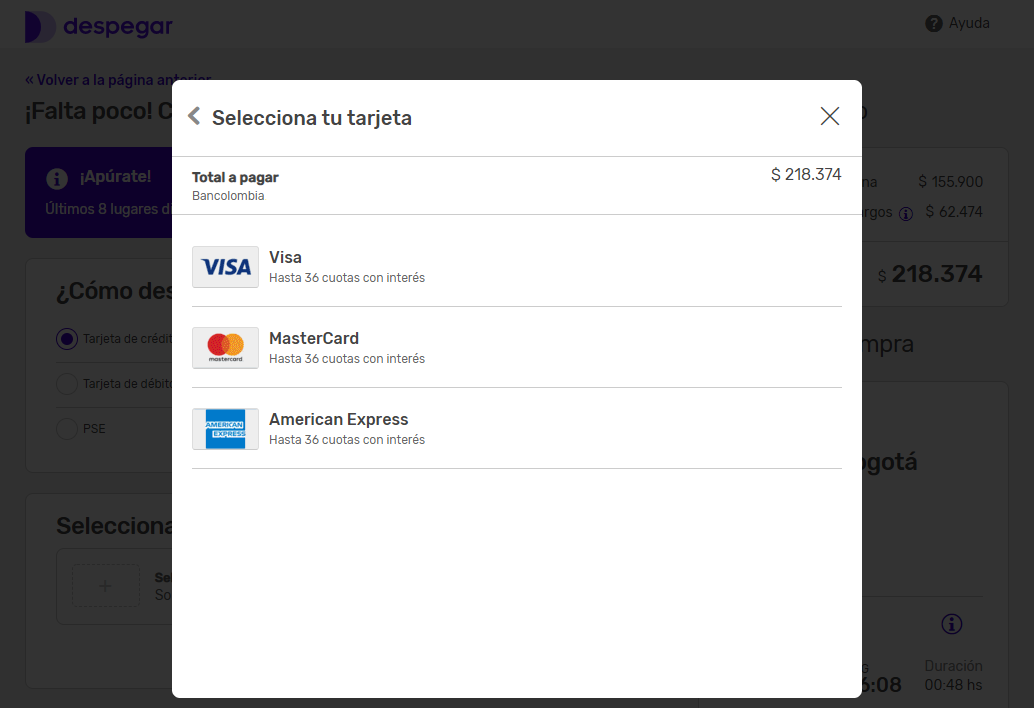 despegar
Ayuda
« Volver a la página anterior
¡Falta poco! C
¡Apúrate!
Últimos 8 lugares di
¿Cómo des
Tarjeta de crédit
Tarjeta de débito
PSE
Selecciona
+
Sel
So
Selecciona tu tarjeta
Total a pagar
$ 218.374
Bancolombia
VISA
Visa
Hasta 36 cuotas con interés
mastercard
MasterCard
Hasta 36 cuotas con interés
AMERICAN
EXPRESS
American Express
Hasta 36 cuotas con interés
na $ 155.900
rgos $ 62.474
$ 218.374
mpra
ogotá
G
6:08
Duración
00:48 hs